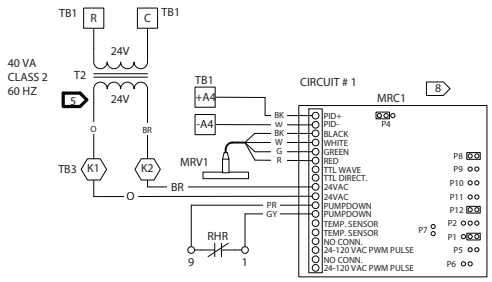 TB1 R C TB1
24V
40 VA
CLASS 2
60 HZ
T2
5
24V
O BR
TB3 K1 K2
BR
O
TB1
+A4
-A4
MRV1
BK
W
BK
W
G
R
PR
GY
RHR
9 1
CIRCUIT # 1
8
MRC1
PID+
PID-
BLACK
WHITE
GREEN
RED
TTL WAVE
TTL DIRECT.
24VAC
24VAC
PUMPDOWN
PUMPDOWN
TEMP. SENSOR
TEMP. SENSOR
NO CONN.
24-120 VAC PWM PULSE
NO CONN.
24-120 VAC PWM PULSE
P4
P8
P9
P10
P11
P12
P2
P7
P1
P5
P6